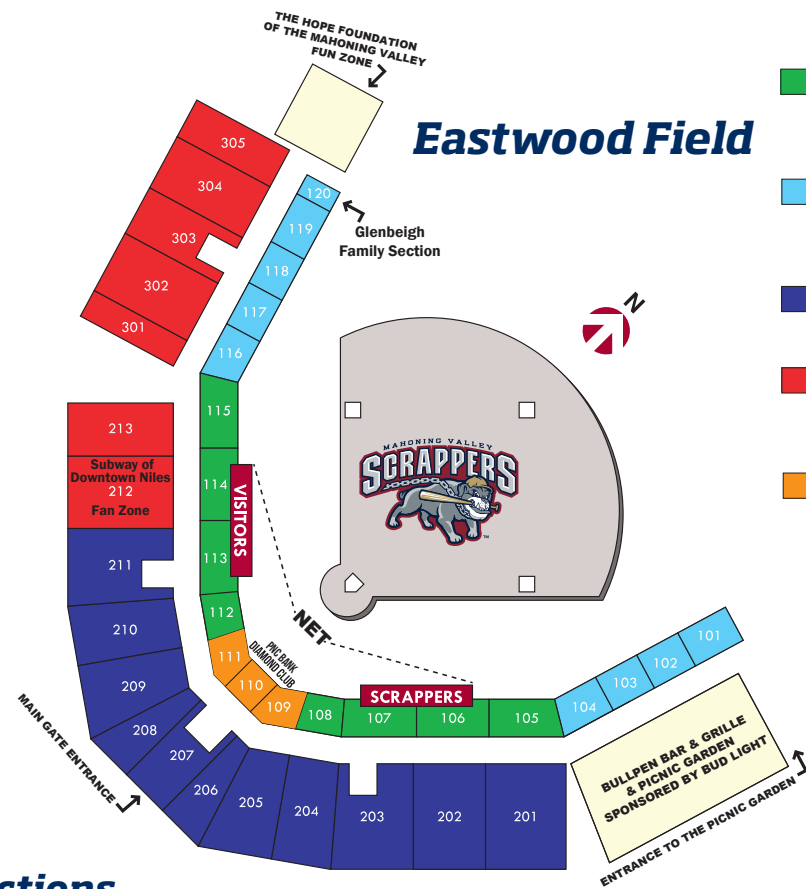 THE HOPE FOUNDATION
OF THE MAHONING VALLEY
FUN ZONE
Eastwood Field
305
304
303
302
301
120
119
118
117
116
Glenbeigh
Family Section
N
115
114
113
112
VISITORS
213
Subway of
Downtown Niles
212
Fan Zone
211
210
209
208
207
206
205
204
203
202
201
MAHONING VALLEY
SCRAPPERS
TM
NET
PNC BANK
DIAMOND CLUB
111
110
109
108
107
106
105
SCRAPPERS
104
103
102
101
MAIN GATE ENTRANCE
BULLPEN BAR & GRILLE
& PICNIC GARDEN
SPONSORED BY BUD LIGHT
ENTRANCE TO THE PICNIC GARDEN